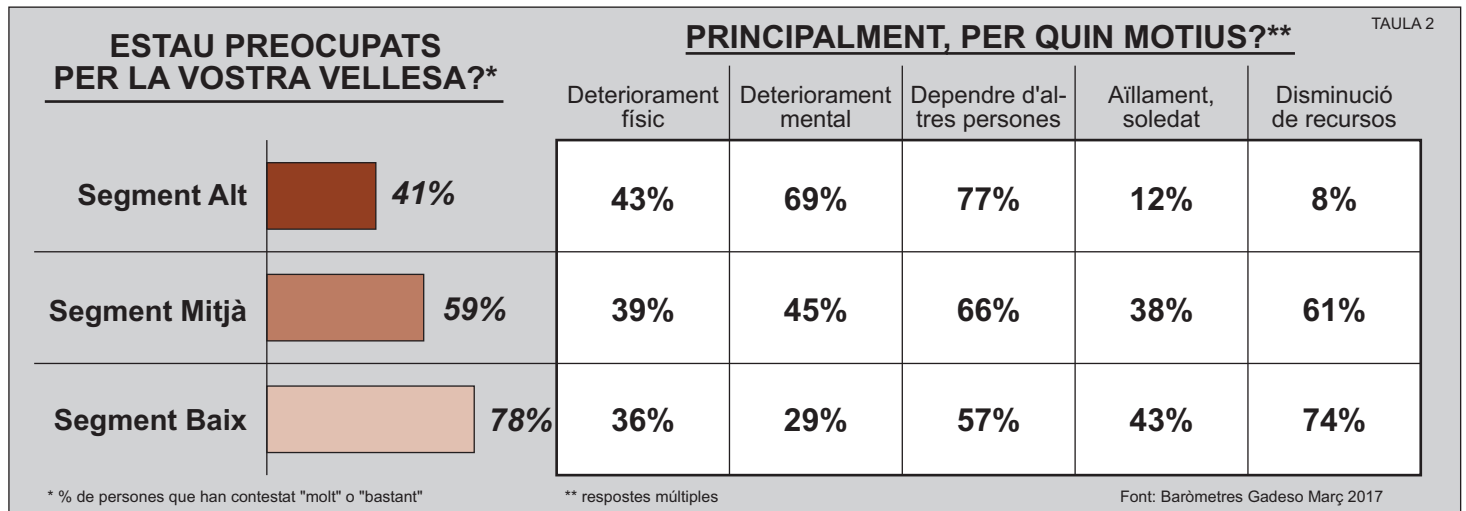 TAULA 2
ESTAU PREOCUPATS
PER LA VOSTRA VELLESA?*
PRINCIPALMENT, PER QUIN MOTIUS?**
Deteriorament
físic
Deteriorament
mental
Dependre d'al-
tres persones
Aïllament,
soledat
Disminució
de recursos
Segment Alt 41% 43% 69% 77% 12% 8%
Segment Mitjà 59% 39% 45% 66% 38% 61%
Segment Baix 78% 36% 29% 57% 43% 74%
* % de persones que han contestat "molt" o "bastant"
** respostes múltiples
Font: Baròmetres Gadeso Març 2017